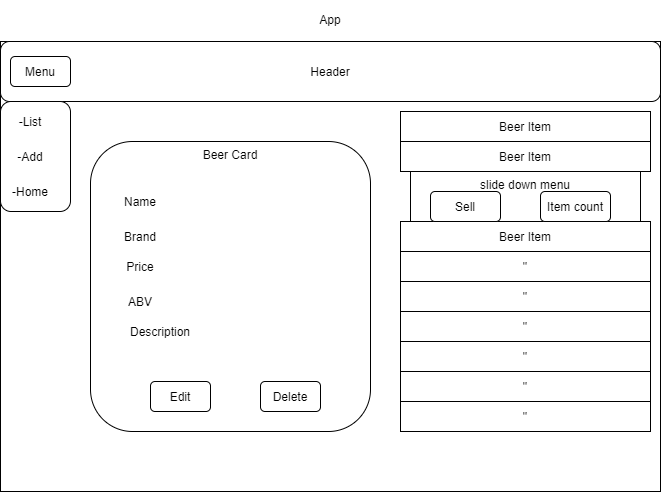 App
Menu
Header
-List
-Add
-Home
Beer Card
Name
Brand
Price
ABV
Description
Edit
Delete
Beer Item
Beer Item
slide down menu
Sell
Item count
Beer Item
"
"
"
"
"
"